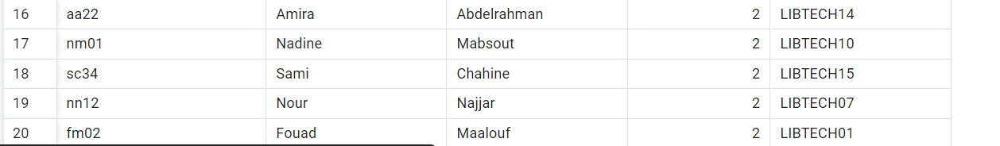 16 aa22 Amira Abdelrahman 2 LIBTECH14
17 nm01 Nadine Mabsout 2 LIBTECH10
18 sc34 Sami Chahine 2 LIBTECH15
19 nn12 Nour Najjar 2 LIBTECH07
20 fm02 Fouad Maalouf 2 LIBTECH01